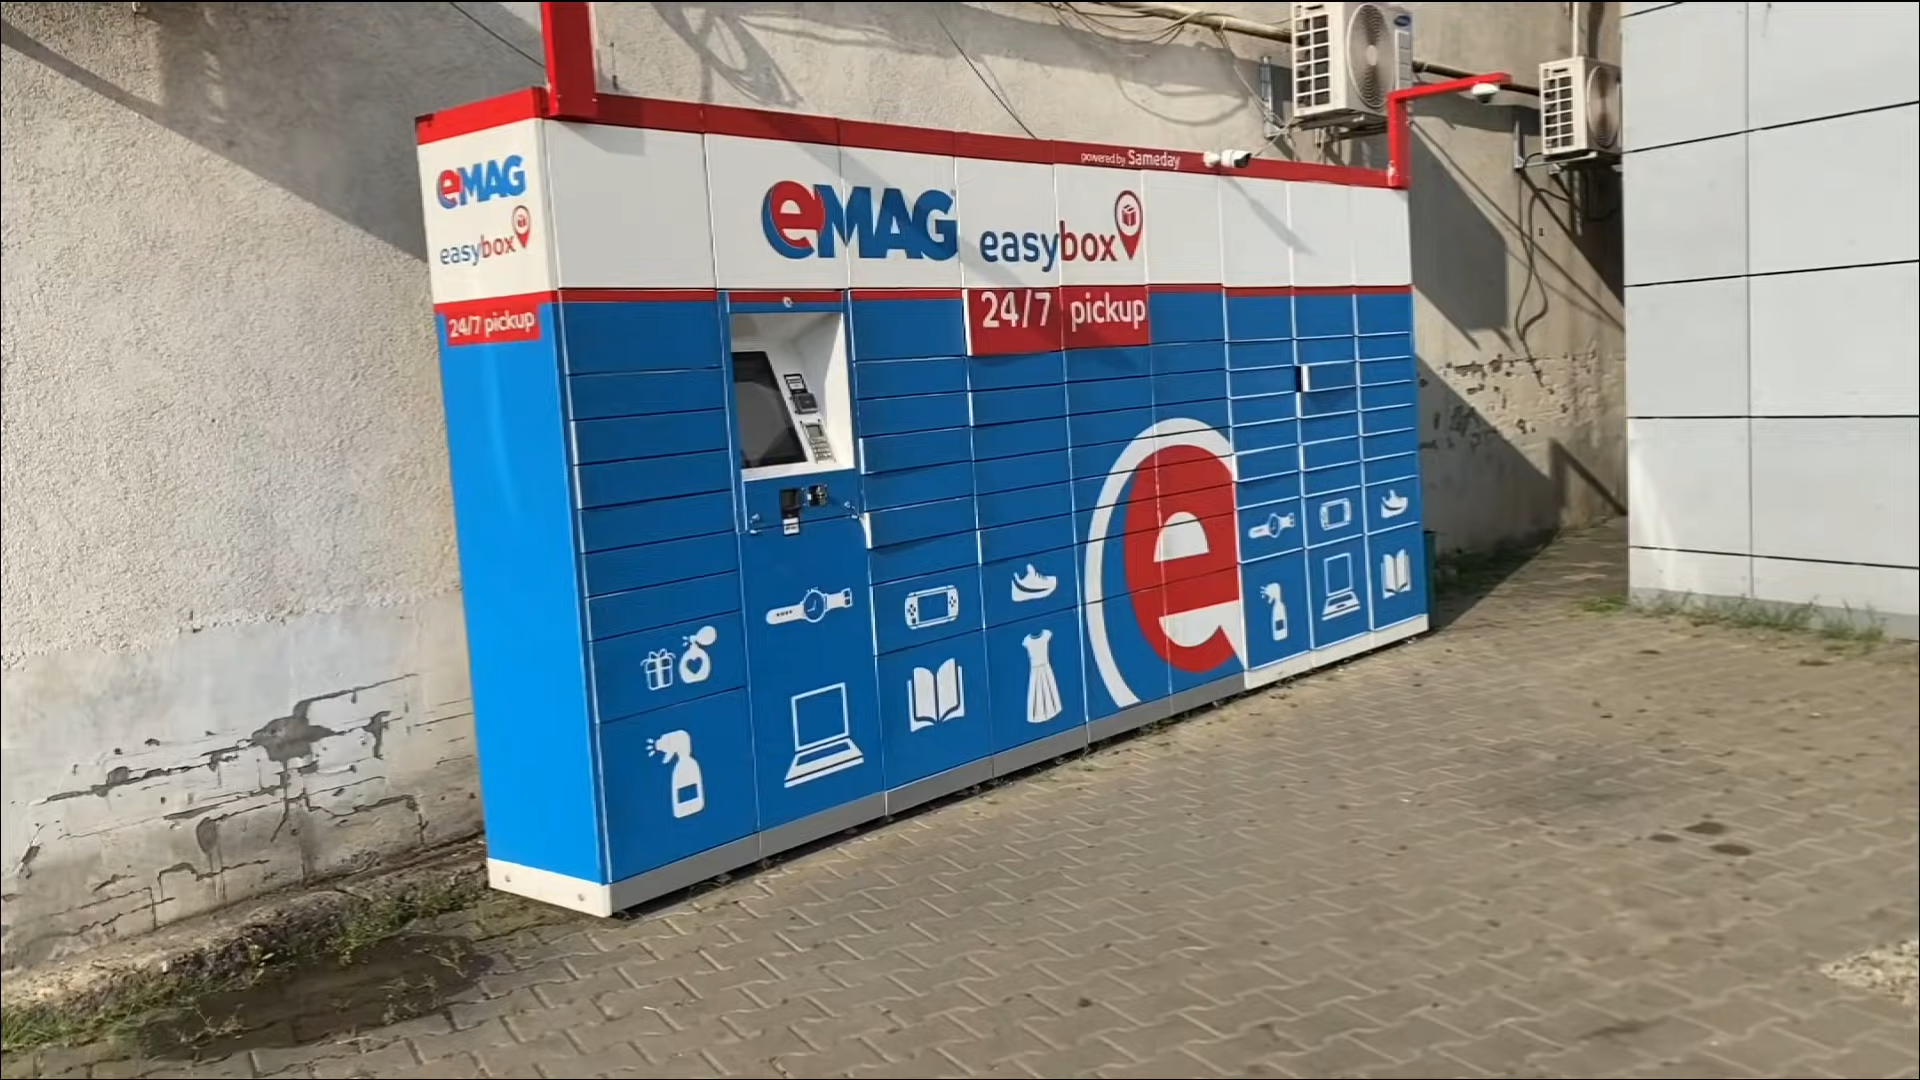 eMAG
easybox
24/7 pickup
powered by Sameday
eMAG
easybox
24/7 pickup
e